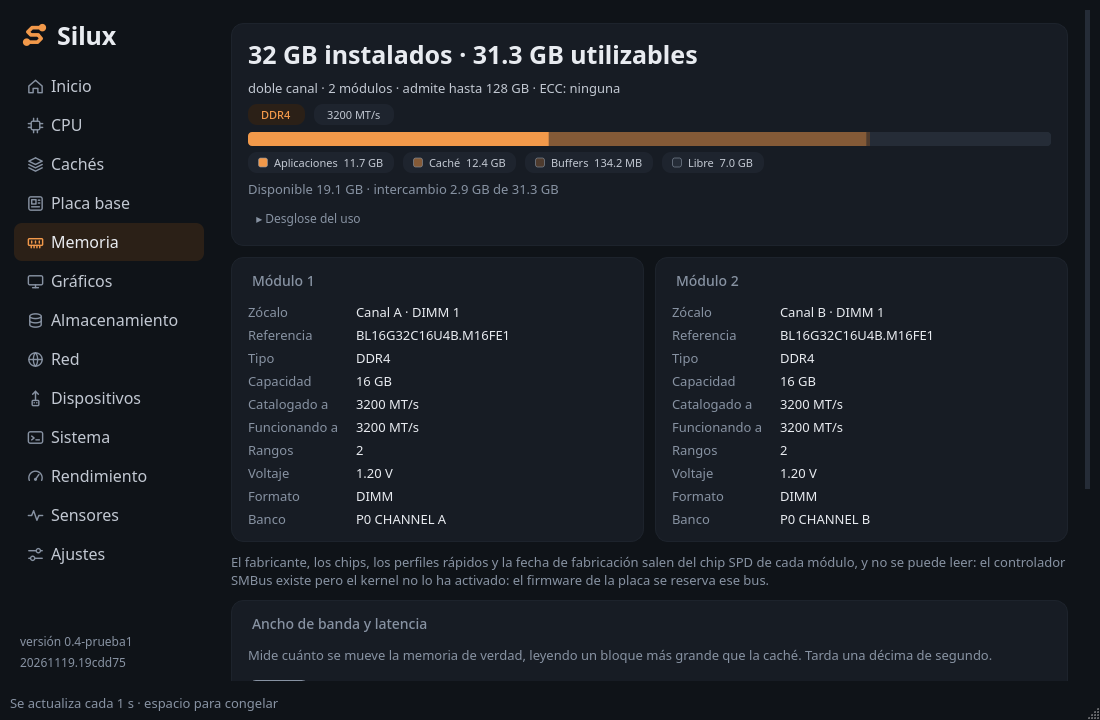 Silux
Inicio
CPU
Cachés
Placa base
Memoria
Gráficos
Almacenamiento
Red
Dispositivos
Sistema
Rendimiento
Sensores
Ajustes
versión 0.4-prueba1
20261119.19cdd75
32 GB instalados · 31.3 GB utilizables
doble canal · 2 módulos · admite hasta 128 GB · ECC: ninguna
DDR4 3200 MT/s
Aplicaciones 11.7 GB Caché 12.4 GB Buffers 134.2 MB Libre 7.0 GB
Disponible 19.1 GB · intercambio 2.9 GB de 31.3 GB
▸ Desglose del uso
Módulo 1
Zócalo Canal A · DIMM 1
Referencia BL16G32C16U4B.M16FE1
Tipo DDR4
Capacidad 16 GB
Catalogado a 3200 MT/s
Funcionando a 3200 MT/s
Rangos 2
Voltaje 1.20 V
Formato DIMM
Banco P0 CHANNEL A
Módulo 2
Zócalo Canal B · DIMM 1
Referencia BL16G32C16U4B.M16FE1
Tipo DDR4
Capacidad 16 GB
Catalogado a 3200 MT/s
Funcionando a 3200 MT/s
Rangos 2
Voltaje 1.20 V
Formato DIMM
Banco P0 CHANNEL B
El fabricante, los chips, los perfiles rápidos y la fecha de fabricación salen del chip SPD de cada módulo, y no se puede leer: el controlador
SMBus existe pero el kernel no lo ha activado: el firmware de la placa se reserva ese bus.
Ancho de banda y latencia
Mide cuánto se mueve la memoria de verdad, leyendo un bloque más grande que la caché. Tarda una décima de segundo.
Se actualiza cada 1 s · espacio para congelar